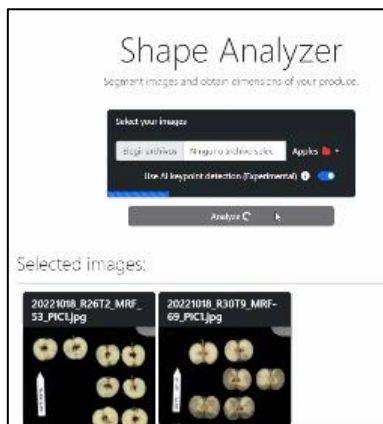 Shape Analyzer
Segment images and obtain dimensions of your produce.
Select your images
Elegir archivos Ninguno archivo selec. Apples
Use AI keypoint detection (Experimental)
Analyze
Selected images:
20221018_R26T2_MRF_
53_PIC1.jpg
20221018_R30T9_MRF-
69_PIC1.jpg